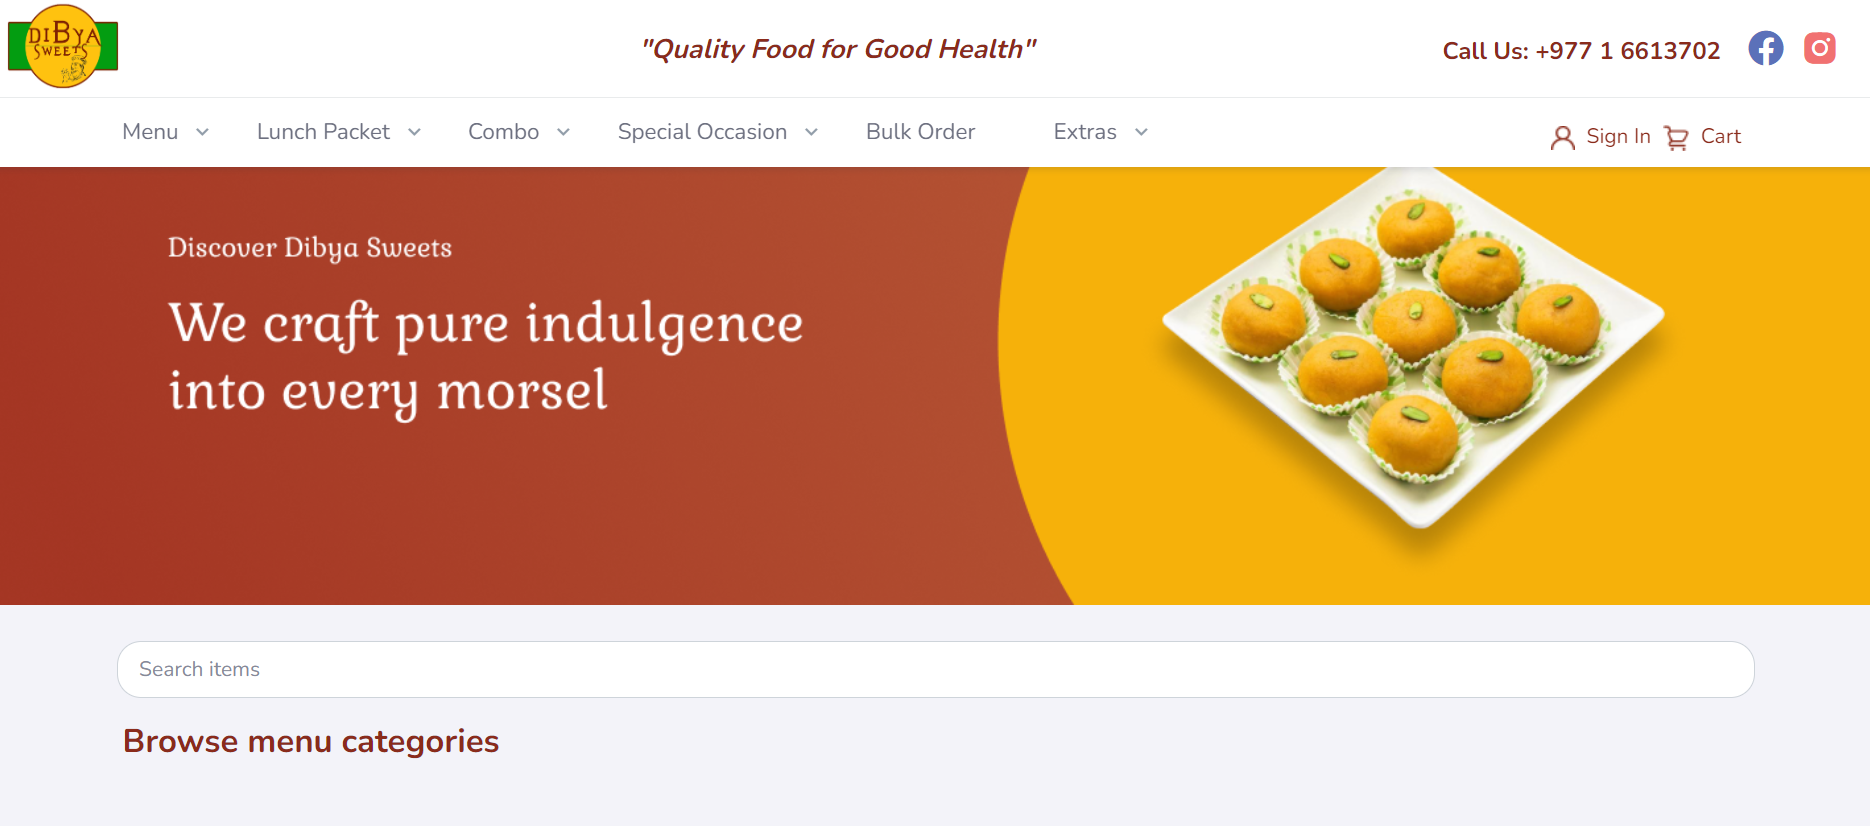 DIBYA
SWEETS
"Quality Food for Good Health"
Call Us: +977 1 6613702
Menu
Lunch Packet
Combo
Special Occasion
Bulk Order
Extras
Sign In
Cart
Discover Dibya Sweets
We craft pure indulgence
into every morsel
Search items
Browse menu categories